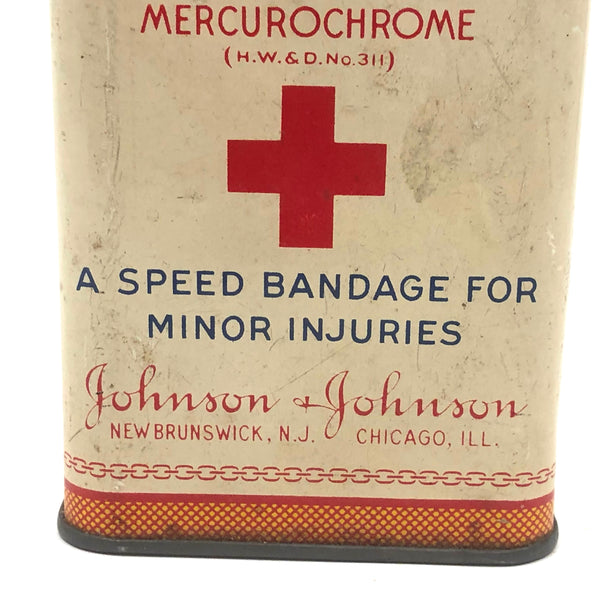 MERCUROCHROME
(H.W.&D.No.311)
A SPEED BANDAGE FOR
MINOR INJURIES
Johnson & Johnson
NEW BRUNSWICK, N.J. CHICAGO, ILL.